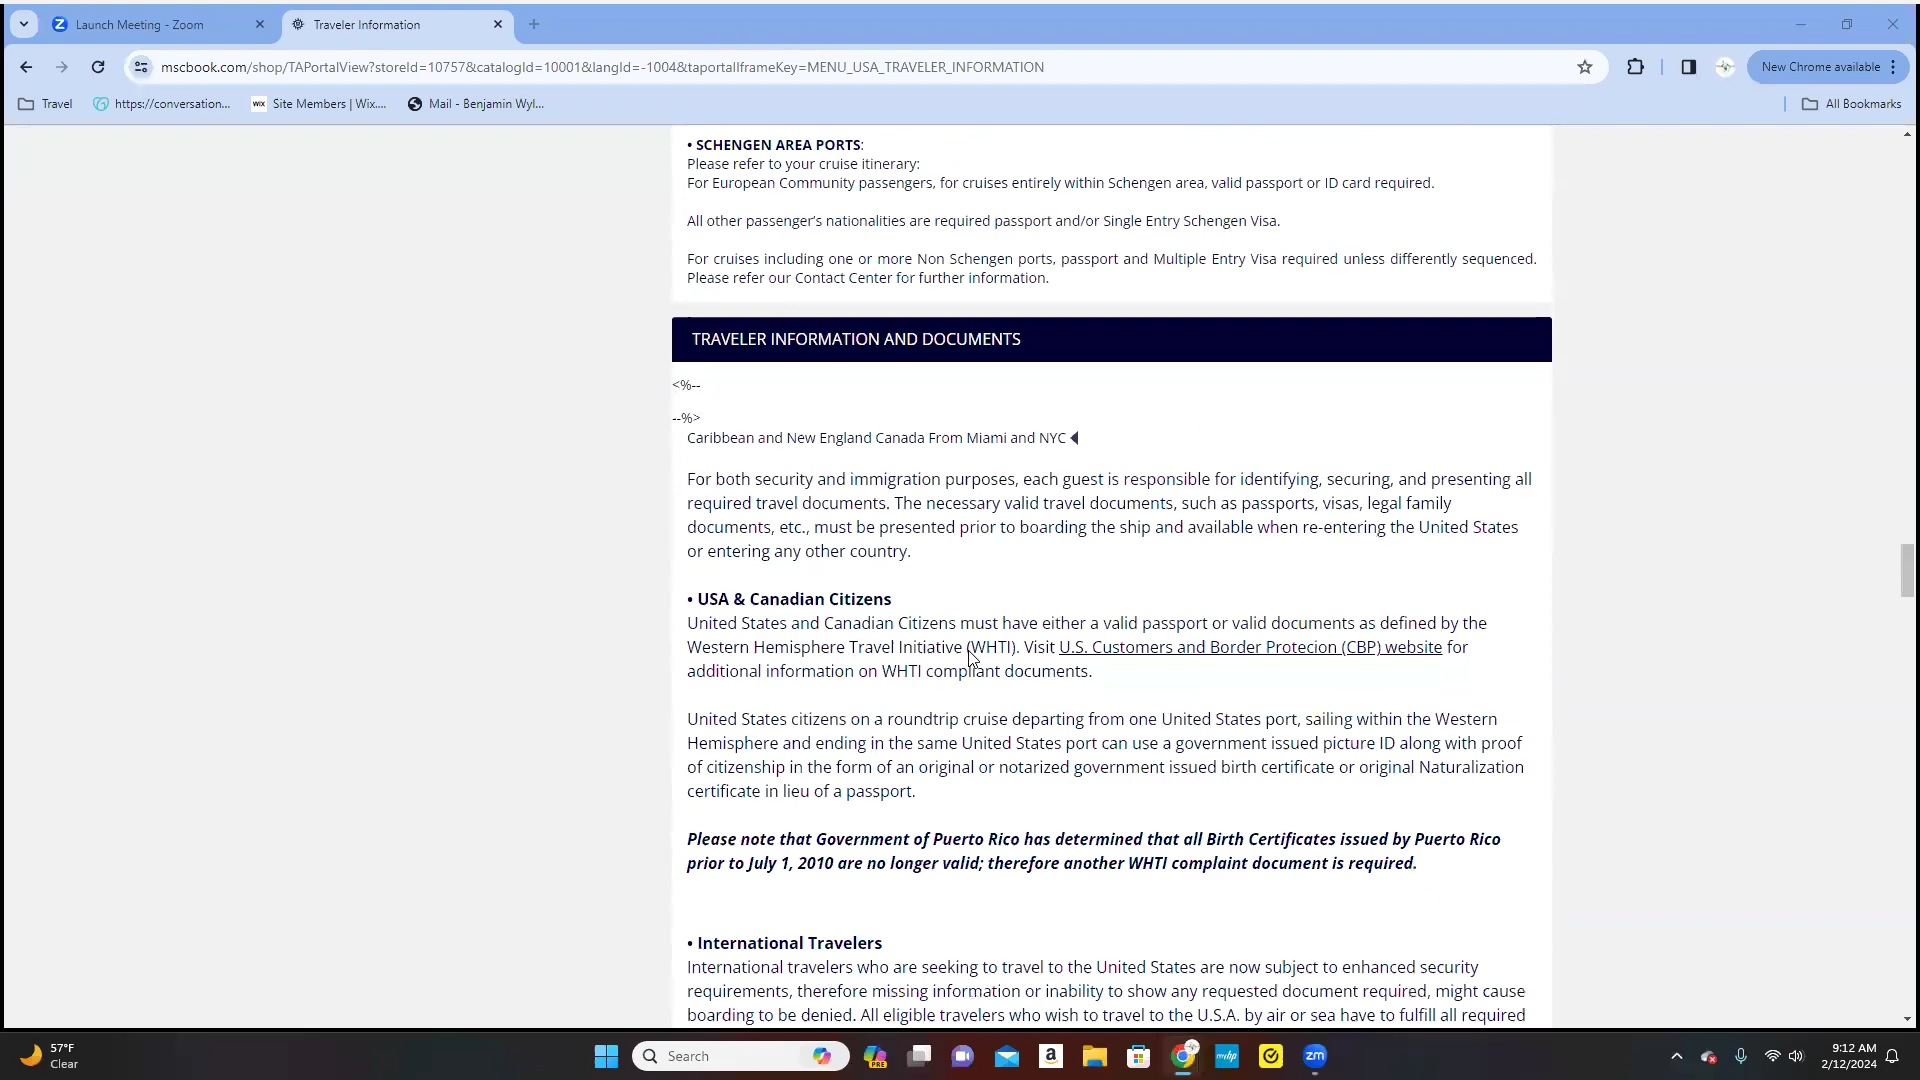 Launch Meeting - Zoom
Traveler Information
mscbook.com/shop/TAPortalView?storeId=10757&catalogId=10001&langId=-1004&taportalIframeKey=MENU_USA_TRAVELER_INFORMATION
New Chrome available
Travel
https://conversation...
WIX
Site Members | Wix....
Mail - Benjamin Wyl...
All Bookmarks
• SCHENGEN AREA PORTS:
Please refer to your cruise itinerary:
For European Community passengers, for cruises entirely within Schengen area, valid passport or ID card required.
All other passenger's nationalities are required passport and/or Single Entry Schengen Visa.
For cruises including one or more Non Schengen ports, passport and Multiple Entry Visa required unless differently sequenced.
Please refer our Contact Center for further information.
TRAVELER INFORMATION AND DOCUMENTS
<%--
--%>
Caribbean and New England Canada From Miami and NYC
For both security and immigration purposes, each guest is responsible for identifying, securing, and presenting all
required travel documents. The necessary valid travel documents, such as passports, visas, legal family
documents, etc., must be presented prior to boarding the ship and available when re-entering the United States
or entering any other country.
• USA & Canadian Citizens
United States and Canadian Citizens must have either a valid passport or valid documents as defined by the
Western Hemisphere Travel Initiative (WHTI). Visit U.S. Customers and Border Protecion (CBP) website for
additional information on WHTI compliant documents.
United States citizens on a roundtrip cruise departing from one United States port, sailing within the Western
Hemisphere and ending in the same United States port can use a government issued picture ID along with proof
of citizenship in the form of an original or notarized government issued birth certificate or original Naturalization
certificate in lieu of a passport.
Please note that Government of Puerto Rico has determined that all Birth Certificates issued by Puerto Rico
prior to July 1, 2010 are no longer valid; therefore another WHTI complaint document is required.
• International Travelers
International travelers who are seeking to travel to the United States are now subject to enhanced security
requirements, therefore missing information or inability to show any requested document required, might cause
boarding to be denied. All eligible travelers who wish to travel to the U.S.A. by air or sea have to fulfill all required
57°F
Clear
Search
PRE
a
myhp
zm
9:12 AM
2/12/2024